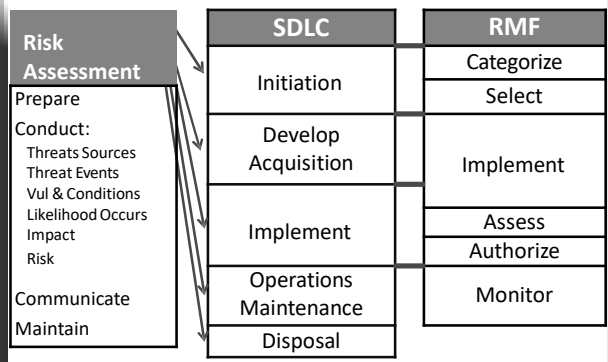 Risk
Assessment
Prepare
Conduct:
Threats Sources
Threat Events
Vul & Conditions
Likelihood Occurs
Impact
Risk
Communicate
Maintain
SDLC
Initiation
Develop
Acquisition
Implement
Operations
Maintenance
Disposal
RMF
Categorize
Select
Implement
Assess
Authorize
Monitor